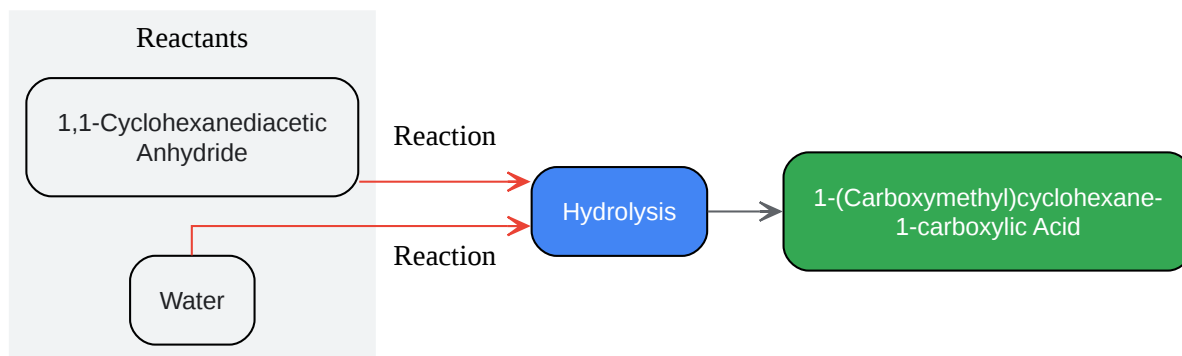 Reactants
1,1-Cyclohexanediacetic
Anhydride
Reaction
Hydrolysis
1-(Carboxymethyl)cyclohexane-
1-carboxylic Acid
Reaction
Water